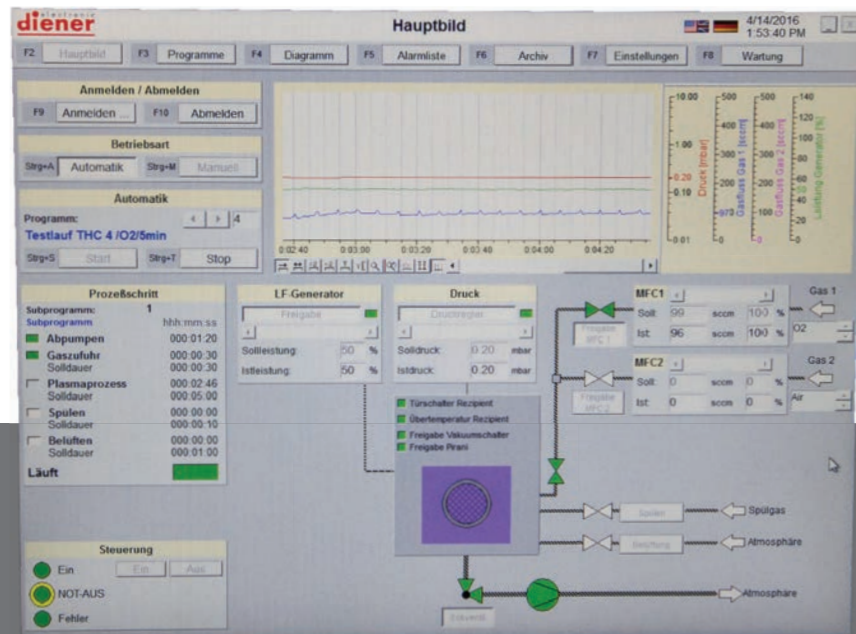 electronic
diener
Hauptbild
4/14/2016
1:53:40 PM
F2 Hauptbild F3 Programme F4 Diagramm F5 Alarmliste F6 Archiv F7 Einstellungen F8 Wartung
Anmelden / Abmelden
F9 Anmelden ... F10 Abmelden
Betriebsart
Strg+A Automatik Strg+M Manuell
Automatik
Programm: 4
Testlauf THC 4 /O2/5min
Strg+S Start Strg+T Stop
0:02:40 0:03:00 0:03:20 0:03:40 0:04:00 0:04:20
10.00 1.00 0.20 0.10 0.01
Druck [mbar]
500 400 300 200 97 0
Gasfluss Gas 1 [sccm]
500 400 300 200 100 0
Gasfluss Gas 2 [sccm]
140 120 100 80 60 50 40 20 0
Leistung Generator [%]
Prozeßschritt
Subprogramm: 1
Subprogramm hhh:mm:ss
Abpumpen 000:01:20
Gaszufuhr 000:00:30
Solldauer 000:00:30
Plasmaprozess 000:02:46
Solldauer 000:05:00
Spülen 000:00:00
Solldauer 000:00:10
Belüften 000:00:00
Solldauer 000:01:00
Läuft
LF-Generator
Freigabe
Sollleistung: 50 %
Istleistung: 50 %
Druck
Druckregler
Solldruck: 0.20 mbar
Istdruck: 0.20 mbar
MFC1
Soll: 99 sccm 100 %
Ist: 96 sccm 100 %
Freigabe
MFC 1
Gas 1
O2
MFC2
Soll: 0 sccm 0 %
Ist: 0 sccm 0 %
Freigabe
MFC 2
Gas 2
Air
Türschalter Rezipient
Übertemperatur Rezipient
Freigabe Vakuumschalter
Freigabe Pirani
Spülen
Spülgas
Belüftung
Atmosphäre
Atmosphäre
Steuerung
Ein Ein Aus
NOT-AUS
Fehler